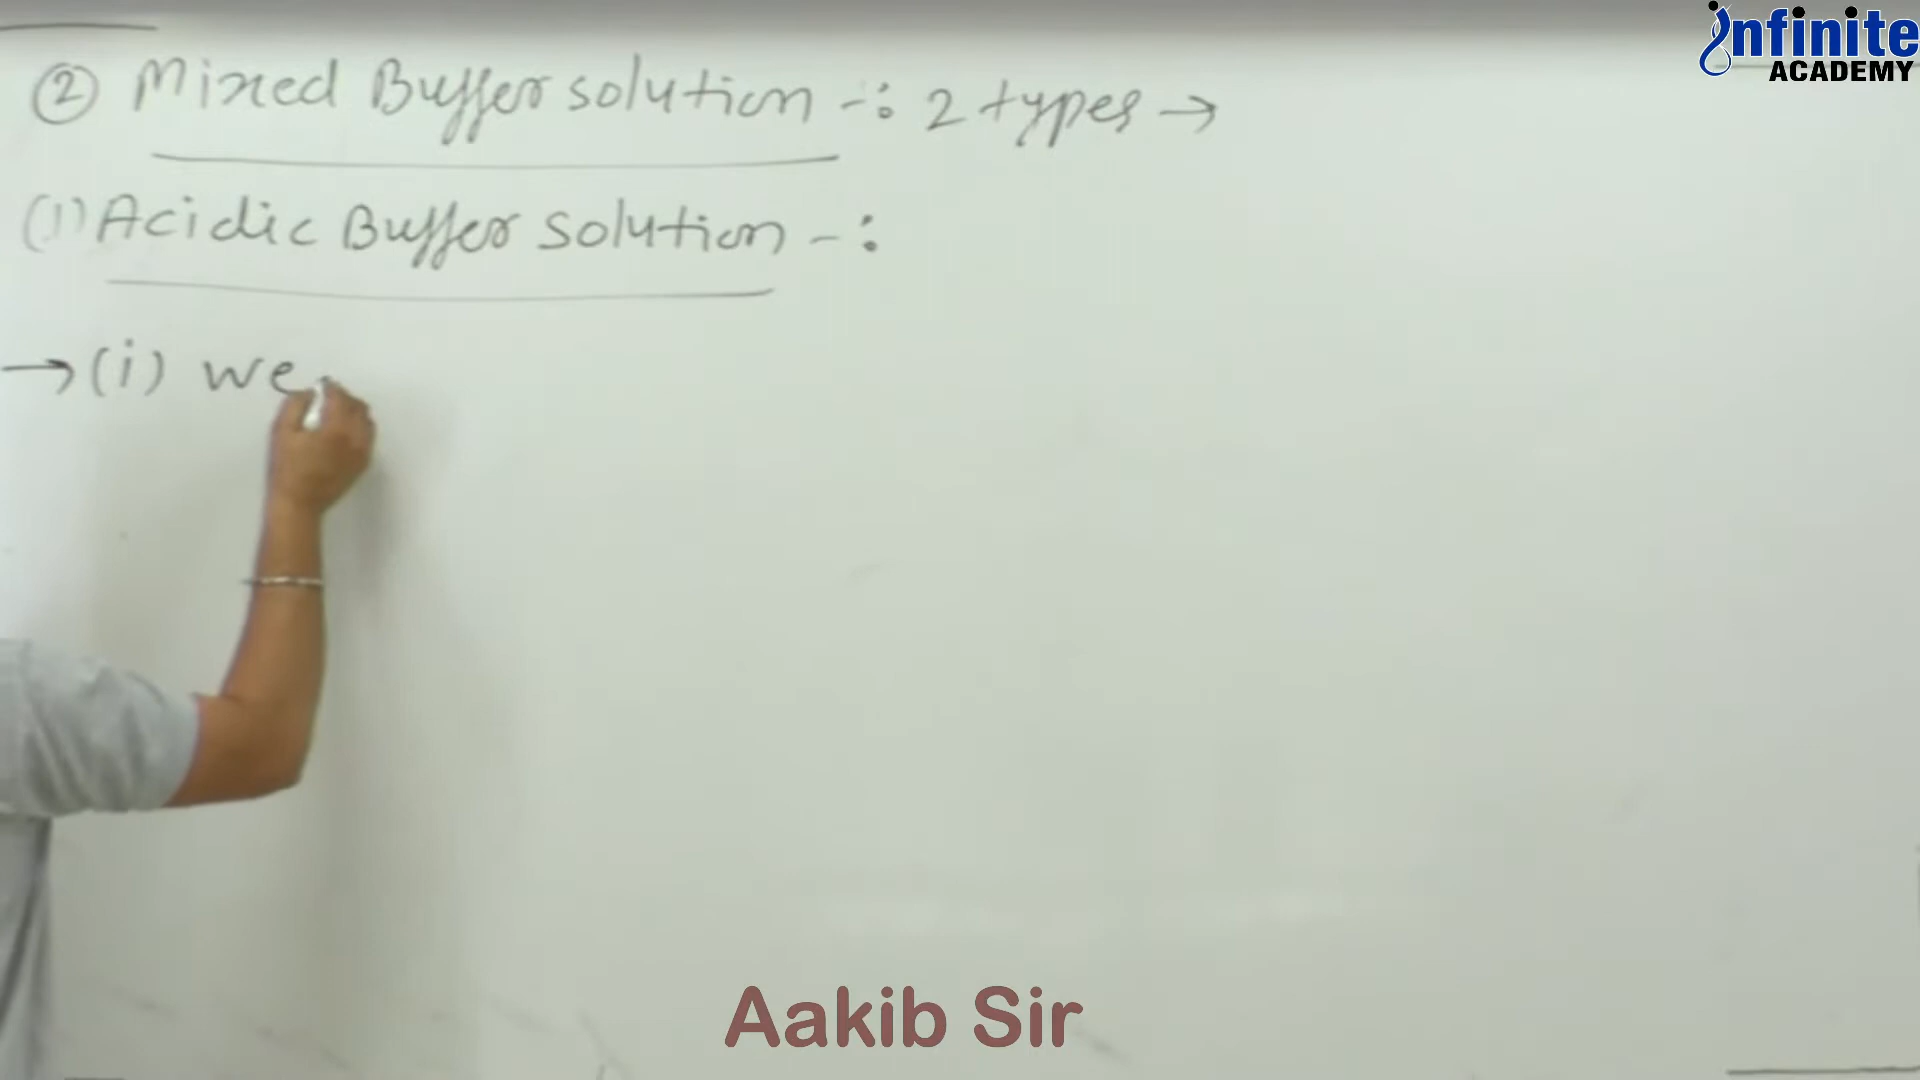 infinite
ACADEMY
② Mixed Buffer solution -: 2 types →
(1) Acidic Buffer solution -:
→ (i) we
Aakib Sir